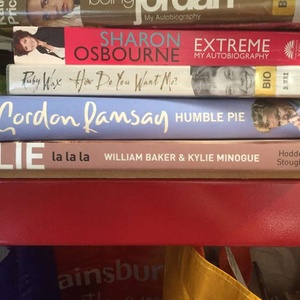 being
jordan
My Autobiography
SHARON
OSBOURNE
EXTREME
MY AUTOBIOGRAPHY
Ruby Wax How Do You Want Me?
BIO
Gordon Ramsay HUMBLE PIE
LIE la la la WILLIAM BAKER & KYLIE MINOGUE
Hodde
Stough
ainsbur